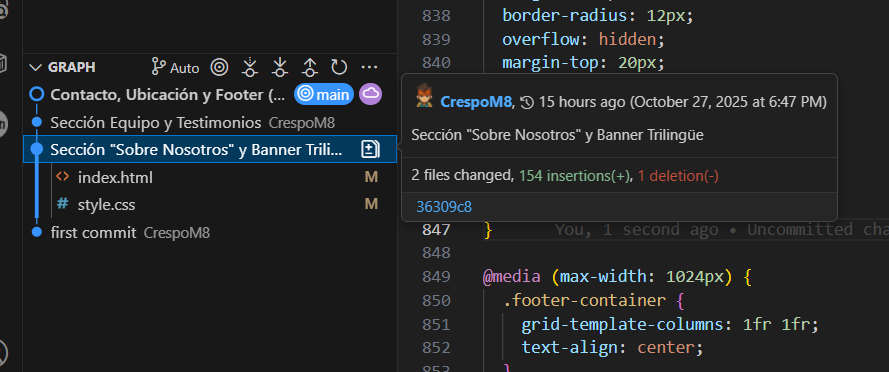 GRAPH Auto
Contacto, Ubicación y Footer (... main
Sección Equipo y Testimonios CrespoM8
Sección "Sobre Nosotros" y Banner Trili...
index.html M
style.css M
first commit CrespoM8
838 border-radius: 12px;
839 overflow: hidden;
840 margin-top: 20px;
CrespoM8, 15 hours ago (October 27, 2025 at 6:47 PM)
Sección "Sobre Nosotros" y Banner Trilingüe
2 files changed, 154 insertions(+), 1 deletion(-)
36309c8
847 } You, 1 second ago • Uncommitted cha
848
849 @media (max-width: 1024px) {
850 .footer-container {
851 grid-template-columns: 1fr 1fr;
852 text-align: center;
853 }